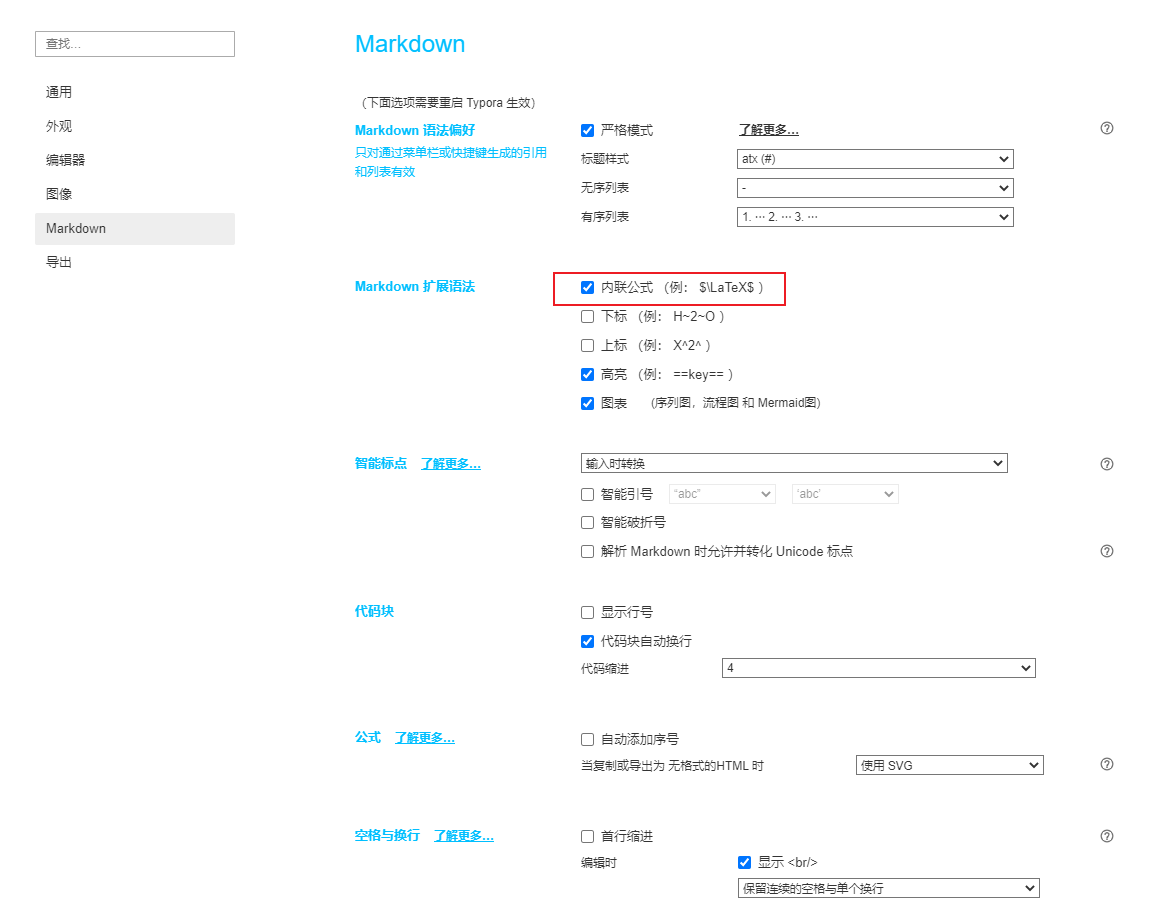 查找...
通用
外观
编辑器
图像
Markdown
导出
Markdown
（下面选项需要重启 Typora 生效）
Markdown 语法偏好
只对通过菜单栏或快捷键生成的引用
和列表有效
严格模式 了解更多...
标题样式 atx (#)
无序列表 -
有序列表 1. ··· 2. ··· 3. ···
Markdown 扩展语法
内联公式 （例： $\LaTeX$ ）
下标 （例： H~2~O ）
上标 （例： X^2^ ）
高亮 （例： ==key== ）
图表 （序列图，流程图 和 Mermaid图）
智能标点 了解更多... 输入时转换
智能引号 “abc” ‘abc’
智能破折号
解析 Markdown 时允许并转化 Unicode 标点
代码块
显示行号
代码块自动换行
代码缩进 4
公式 了解更多...
自动添加序号
当复制或导出为 无格式的HTML 时 使用 SVG
空格与换行 了解更多...
首行缩进
编辑时 显示 <br/>
保留连续的空格与单个换行